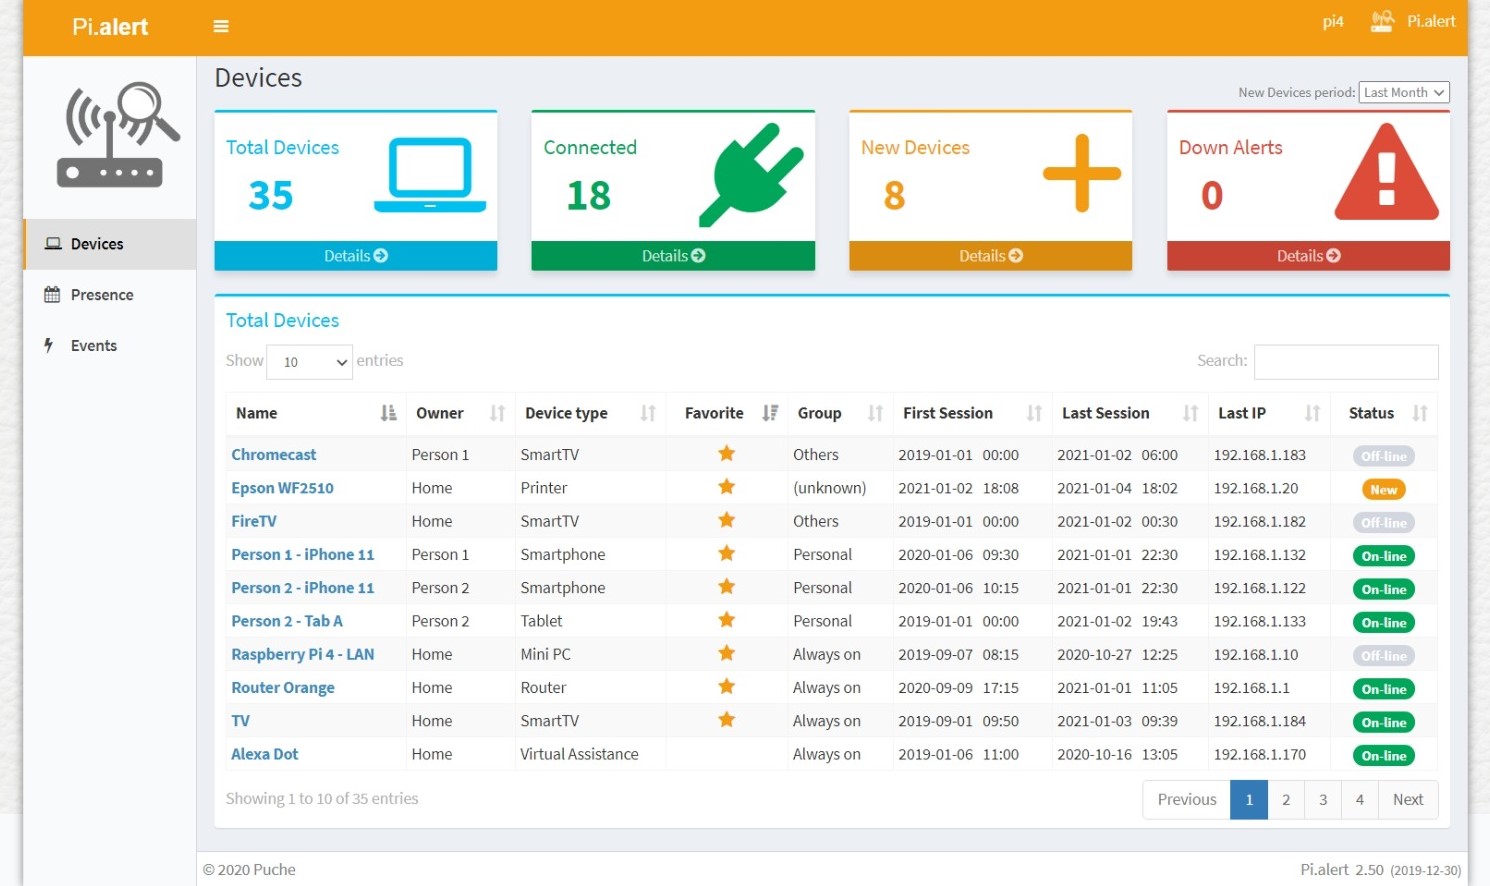 Pi.alert
pi4 Pi.alert
Devices
New Devices period: Last Month
Total Devices
35
Details
Connected
18
Details
New Devices
8
Details
Down Alerts
0
Details
Devices
Presence
Events
Total Devices
Show 10 entries
Search:
Name Owner Device type Favorite Group First Session Last Session Last IP Status
Chromecast Person 1 SmartTV Others 2019-01-01 00:00 2021-01-02 06:00 192.168.1.183 Off-line
Epson WF2510 Home Printer (unknown) 2021-01-02 18:08 2021-01-04 18:02 192.168.1.20 New
FireTV Home SmartTV Others 2019-01-01 00:00 2021-01-02 00:30 192.168.1.182 Off-line
Person 1 - iPhone 11 Person 1 Smartphone Personal 2020-01-06 09:30 2021-01-01 22:30 192.168.1.132 On-line
Person 2 - iPhone 11 Person 2 Smartphone Personal 2020-01-06 10:15 2021-01-01 22:30 192.168.1.122 On-line
Person 2 - Tab A Person 2 Tablet Personal 2019-01-01 00:00 2021-01-02 19:43 192.168.1.133 On-line
Raspberry Pi 4 - LAN Home Mini PC Always on 2019-09-07 08:15 2020-10-27 12:25 192.168.1.10 Off-line
Router Orange Home Router Always on 2020-09-09 17:15 2021-01-01 11:05 192.168.1.1 On-line
TV Home SmartTV Always on 2019-09-01 09:50 2021-01-03 09:39 192.168.1.184 On-line
Alexa Dot Home Virtual Assistance Always on 2019-01-06 11:00 2020-10-16 13:05 192.168.1.170 On-line
Showing 1 to 10 of 35 entries
Previous 1 2 3 4 Next
© 2020 Puche
Pi.alert 2.50 (2019-12-30)